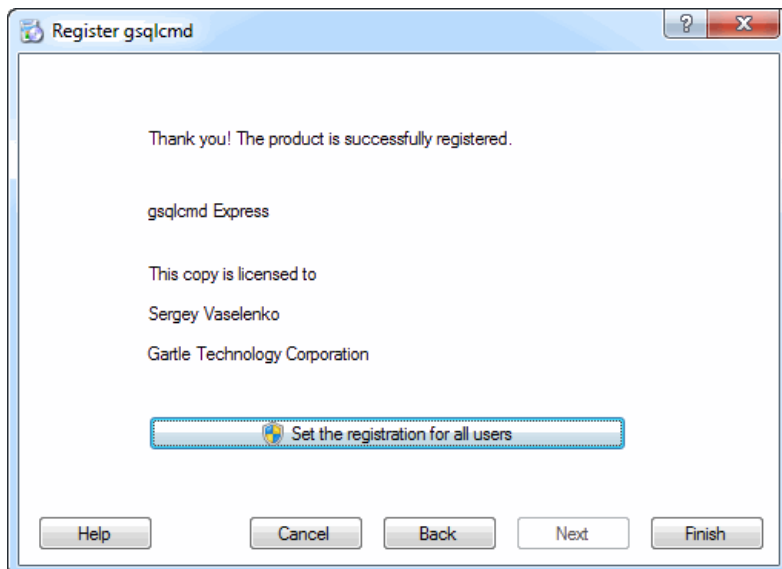 Register gsqlcmd
Thank you! The product is successfully registered.
gsqlcmd Express
This copy is licensed to
Sergey Vaselenko
Gartle Technology Corporation
Set the registration for all users
Help Cancel Back Next Finish